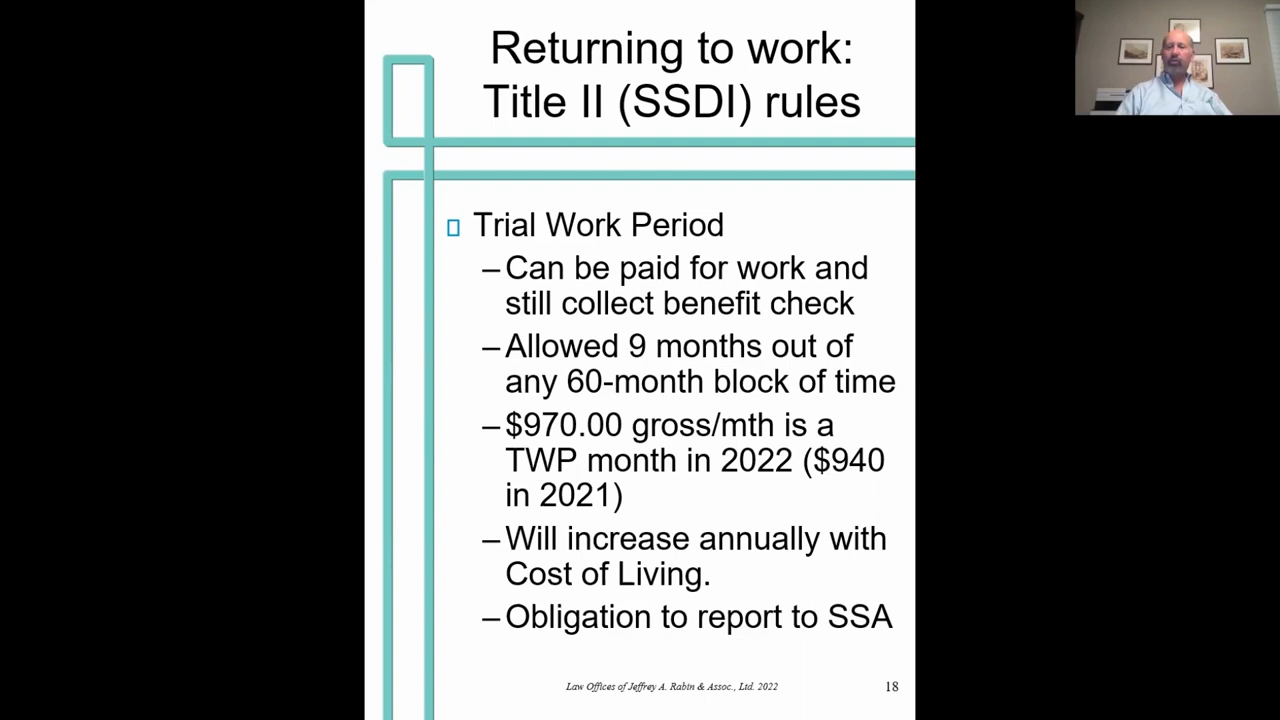 Returning to work:
Title II (SSDI) rules
Trial Work Period
–Can be paid for work and
still collect benefit check
–Allowed 9 months out of
any 60-month block of time
–$970.00 gross/mth is a
TWP month in 2022 ($940
in 2021)
–Will increase annually with
Cost of Living.
–Obligation to report to SSA
Law Offices of Jeffrey A. Rabin & Assoc., Ltd. 2022
18